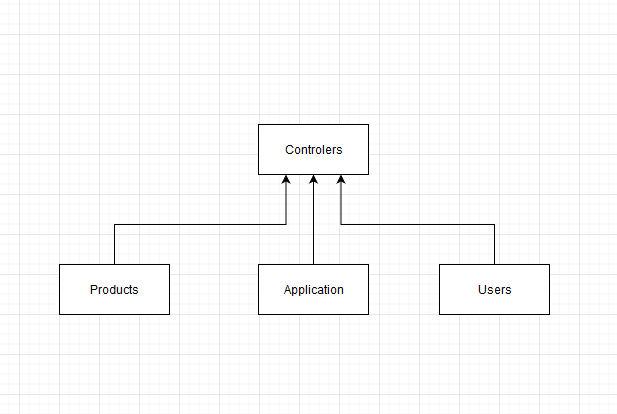 Controlers
Products
Application
Users